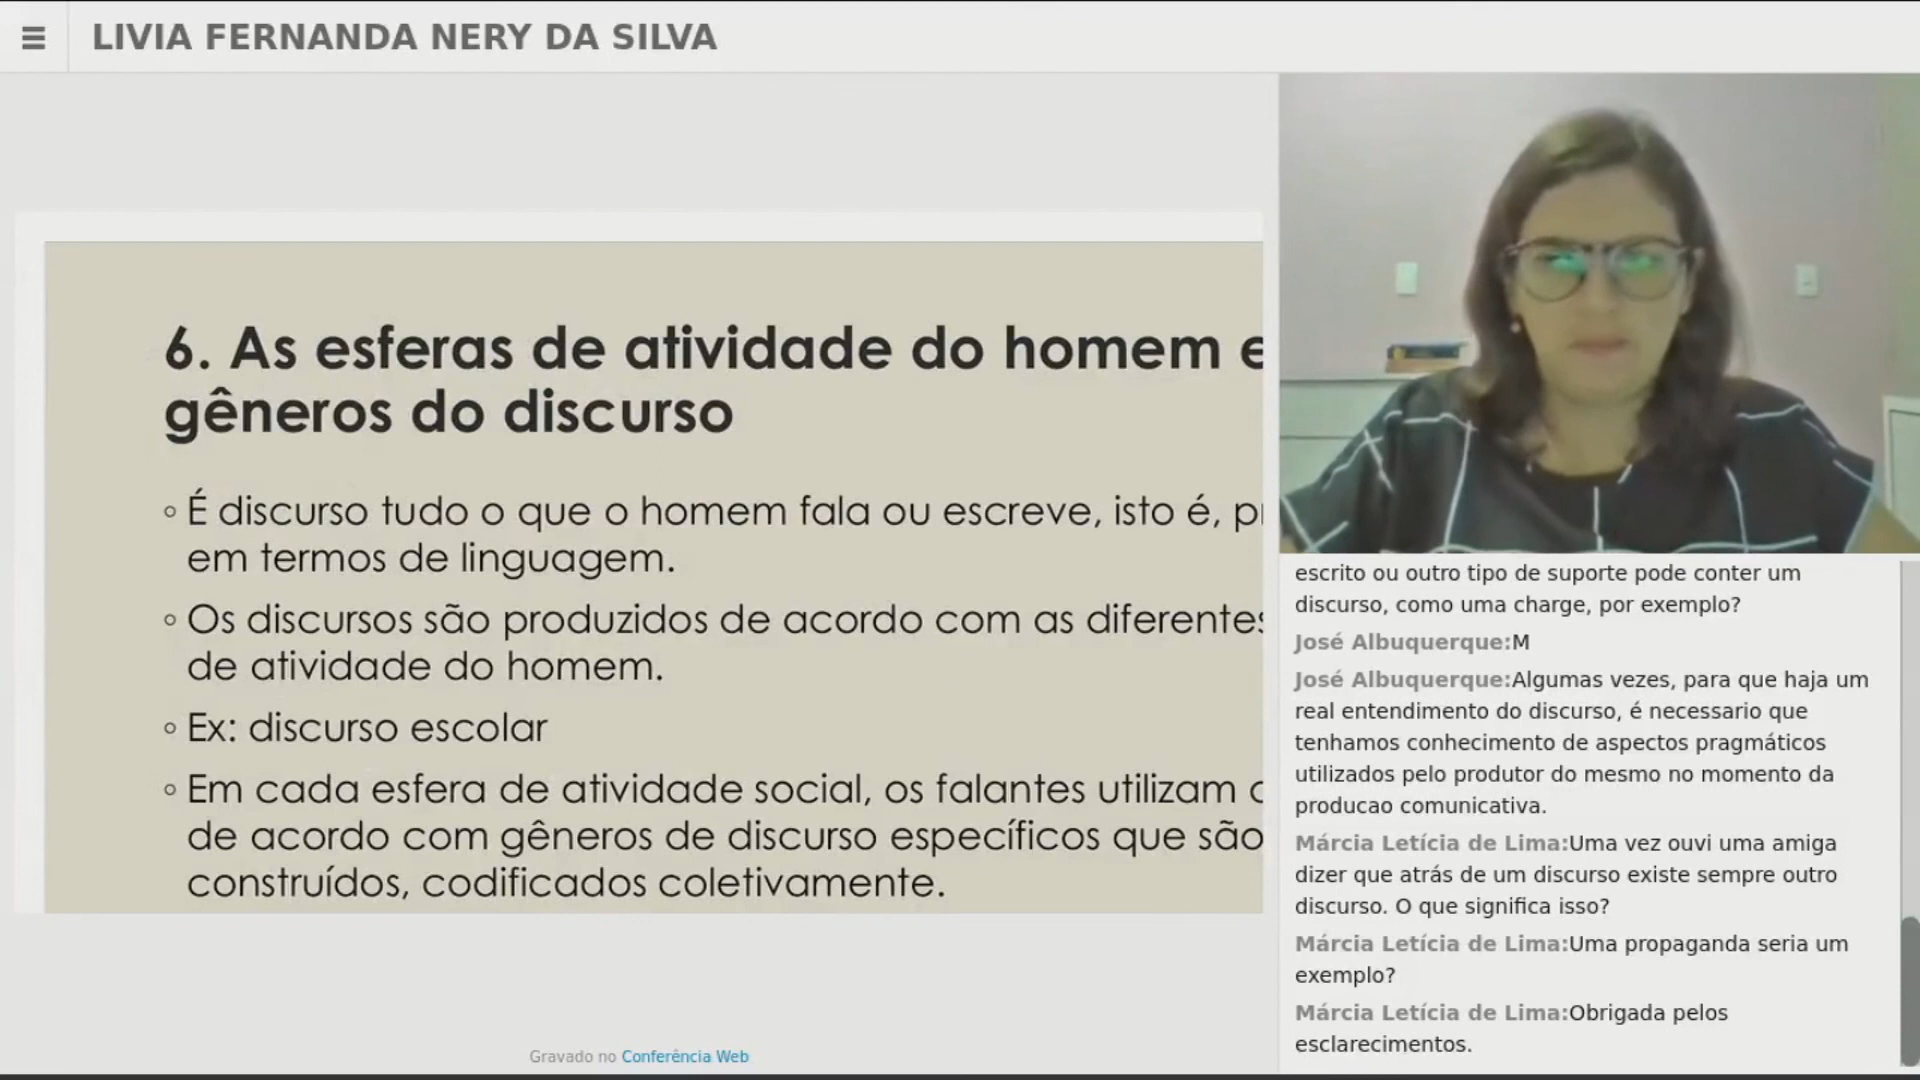 LIVIA FERNANDA NERY DA SILVA
6. As esferas de atividade do homem e
gêneros do discurso
É discurso tudo o que o homem fala ou escreve, isto é,
em termos de linguagem.
Os discursos são produzidos de acordo com as diferentes
de atividade do homem.
Ex: discurso escolar
Em cada esfera de atividade social, os falantes utilizam
de acordo com gêneros de discurso específicos que são
construídos, codificados coletivamente.
Gravado no Conferência Web
escrito ou outro tipo de suporte pode conter um
discurso, como uma charge, por exemplo?
José Albuquerque:M
José Albuquerque:Algumas vezes, para que haja um
real entendimento do discurso, é necessario que
tenhamos conhecimento de aspectos pragmáticos
utilizados pelo produtor do mesmo no momento da
producao comunicativa.
Márcia Letícia de Lima:Uma vez ouvi uma amiga
dizer que atrás de um discurso existe sempre outro
discurso. O que significa isso?
Márcia Letícia de Lima:Uma propaganda seria um
exemplo?
Márcia Letícia de Lima:Obrigada pelos
esclarecimentos.